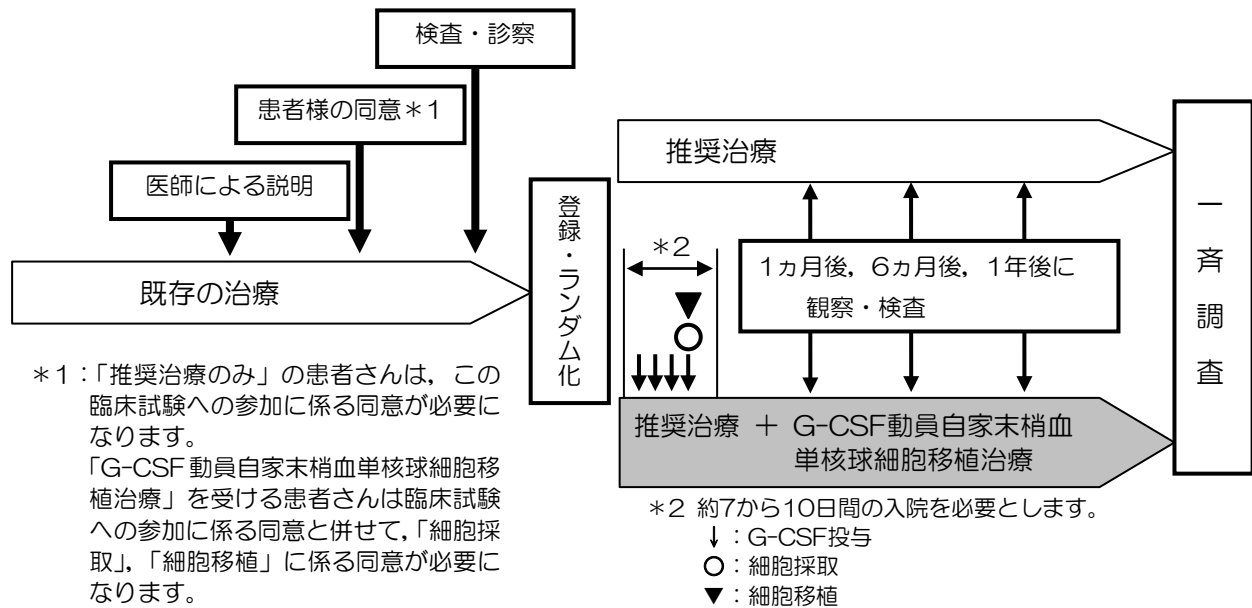 検査・診察
患者様の同意＊1
医師による説明
既存の治療
登録・ランダム化
推奨治療
＊2
1ヵ月後，6ヵ月後，1年後に
観察・検査
推奨治療 ＋ G-CSF動員自家末梢血
単核球細胞移植治療
一斉調査
＊1：「推奨治療のみ」の患者さんは，この
臨床試験への参加に係る同意が必要に
なります。
「G-CSF動員自家末梢血単核球細胞移
植治療」を受ける患者さんは臨床試験
への参加に係る同意と併せて，「細胞採
取」，「細胞移植」に係る同意が必要に
なります。
＊2 約7から10日間の入院を必要とします。
↓：G-CSF投与
○：細胞採取
▼：細胞移植